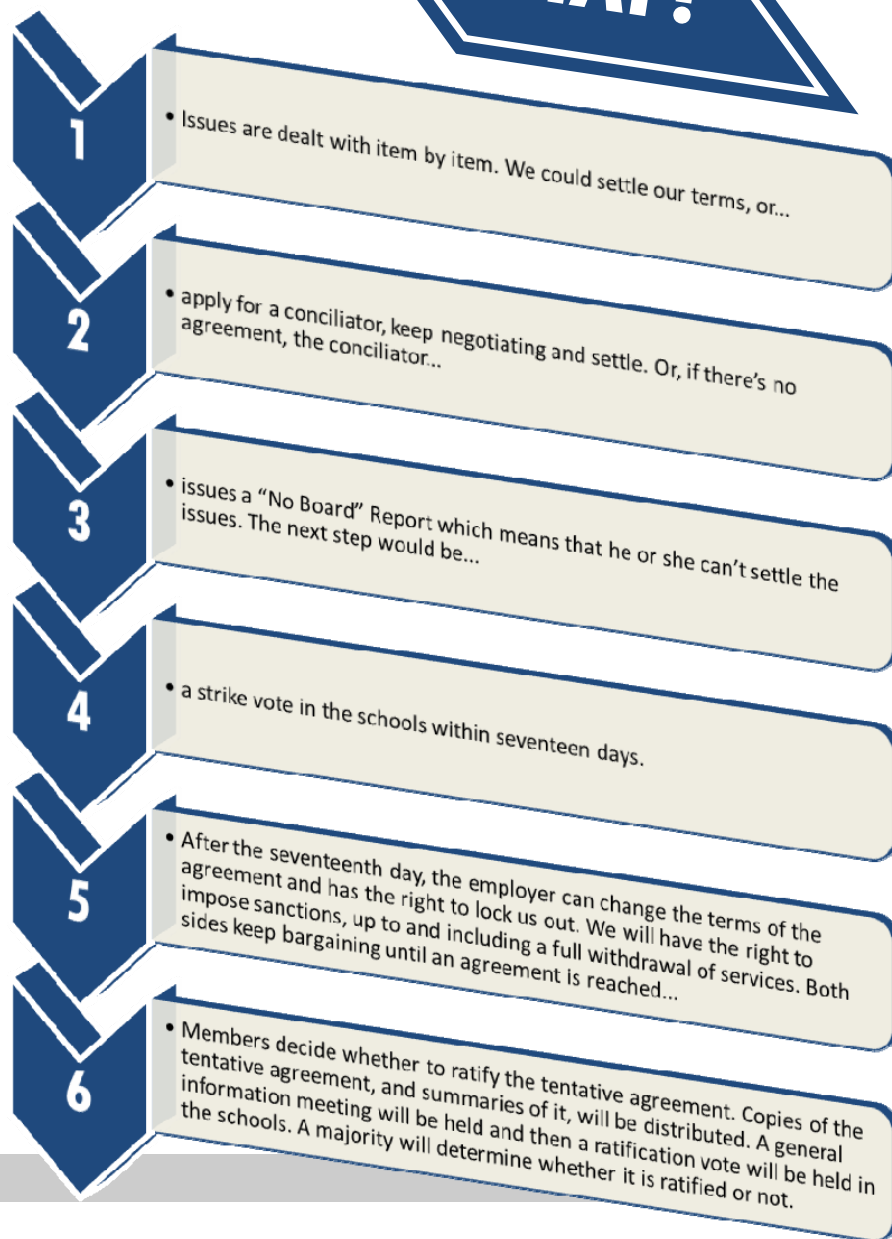 1
• Issues are dealt with item by item. We could settle our terms, or...
2
• apply for a conciliator, keep negotiating and settle. Or, if there's no
agreement, the conciliator...
3
• issues a “No Board” Report which means that he or she can't settle the
issues. The next step would be...
4
• a strike vote in the schools within seventeen days.
5
• After the seventeenth day, the employer can change the terms of the
agreement and has the right to lock us out. We will have the right to
impose sanctions, up to and including a full withdrawal of services. Both
sides keep bargaining until an agreement is reached...
6
• Members decide whether to ratify the tentative agreement. Copies of the
tentative agreement, and summaries of it, will be distributed. A general
information meeting will be held and then a ratification vote will be held in
the schools. A majority will determine whether it is ratified or not.